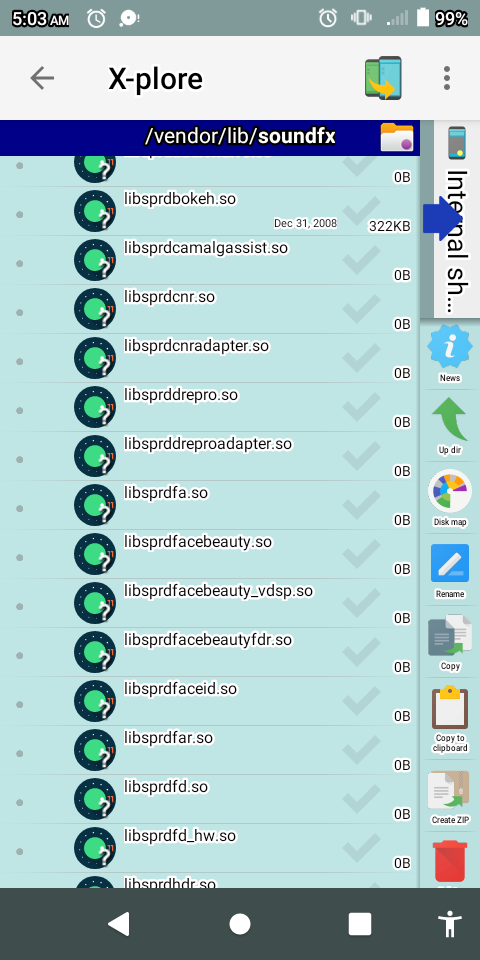 5:03 AM
99%
X-plore
/vendor/lib/soundfx
0B
libsprdbokeh.so
Dec 31, 2008
322KB
libsprdcamalgassist.so
0B
libsprdcnr.so
0B
libsprdcnradapter.so
0B
libsprddrepro.so
0B
libsprddreproadapter.so
0B
libsprdfa.so
0B
libsprdfacebeauty.so
0B
libsprdfacebeauty_vdsp.so
0B
libsprdfacebeautyfdr.so
0B
libsprdfaceid.so
0B
libsprdfar.so
0B
libsprdfd.so
0B
libsprdfd_hw.so
0B
libsprdhdr.so
Internal sh...
News
Up dir
Disk map
Rename
Copy
Copy to
clipboard
Create ZIP